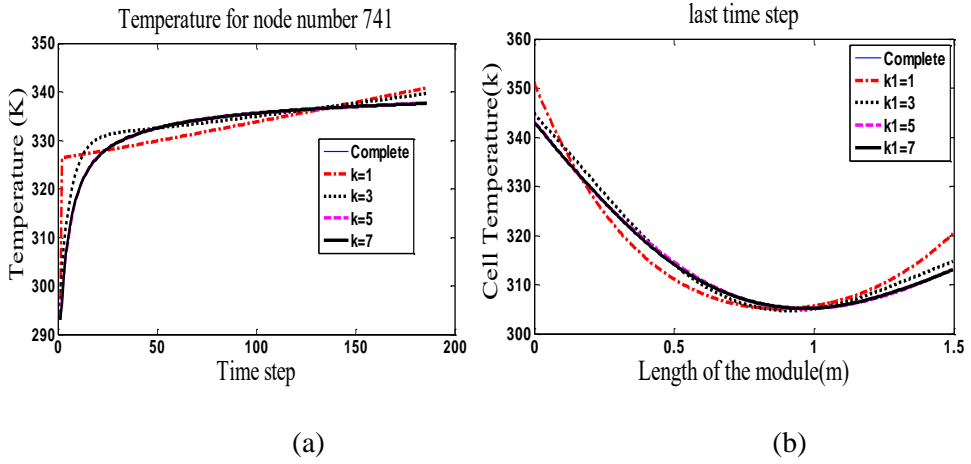 Temperature for node number 741
350
340
330
320
310
300
290
0
50
100
150
200
Temperature (K)
Time step
Complete
k=1
k=3
k=5
k=7
(a)
last time step
360
350
340
330
320
310
300
0
0.5
1
1.5
Cell Temperature(k)
Length of the module(m)
Complete
k1=1
k1=3
k1=5
k1=7
(b)